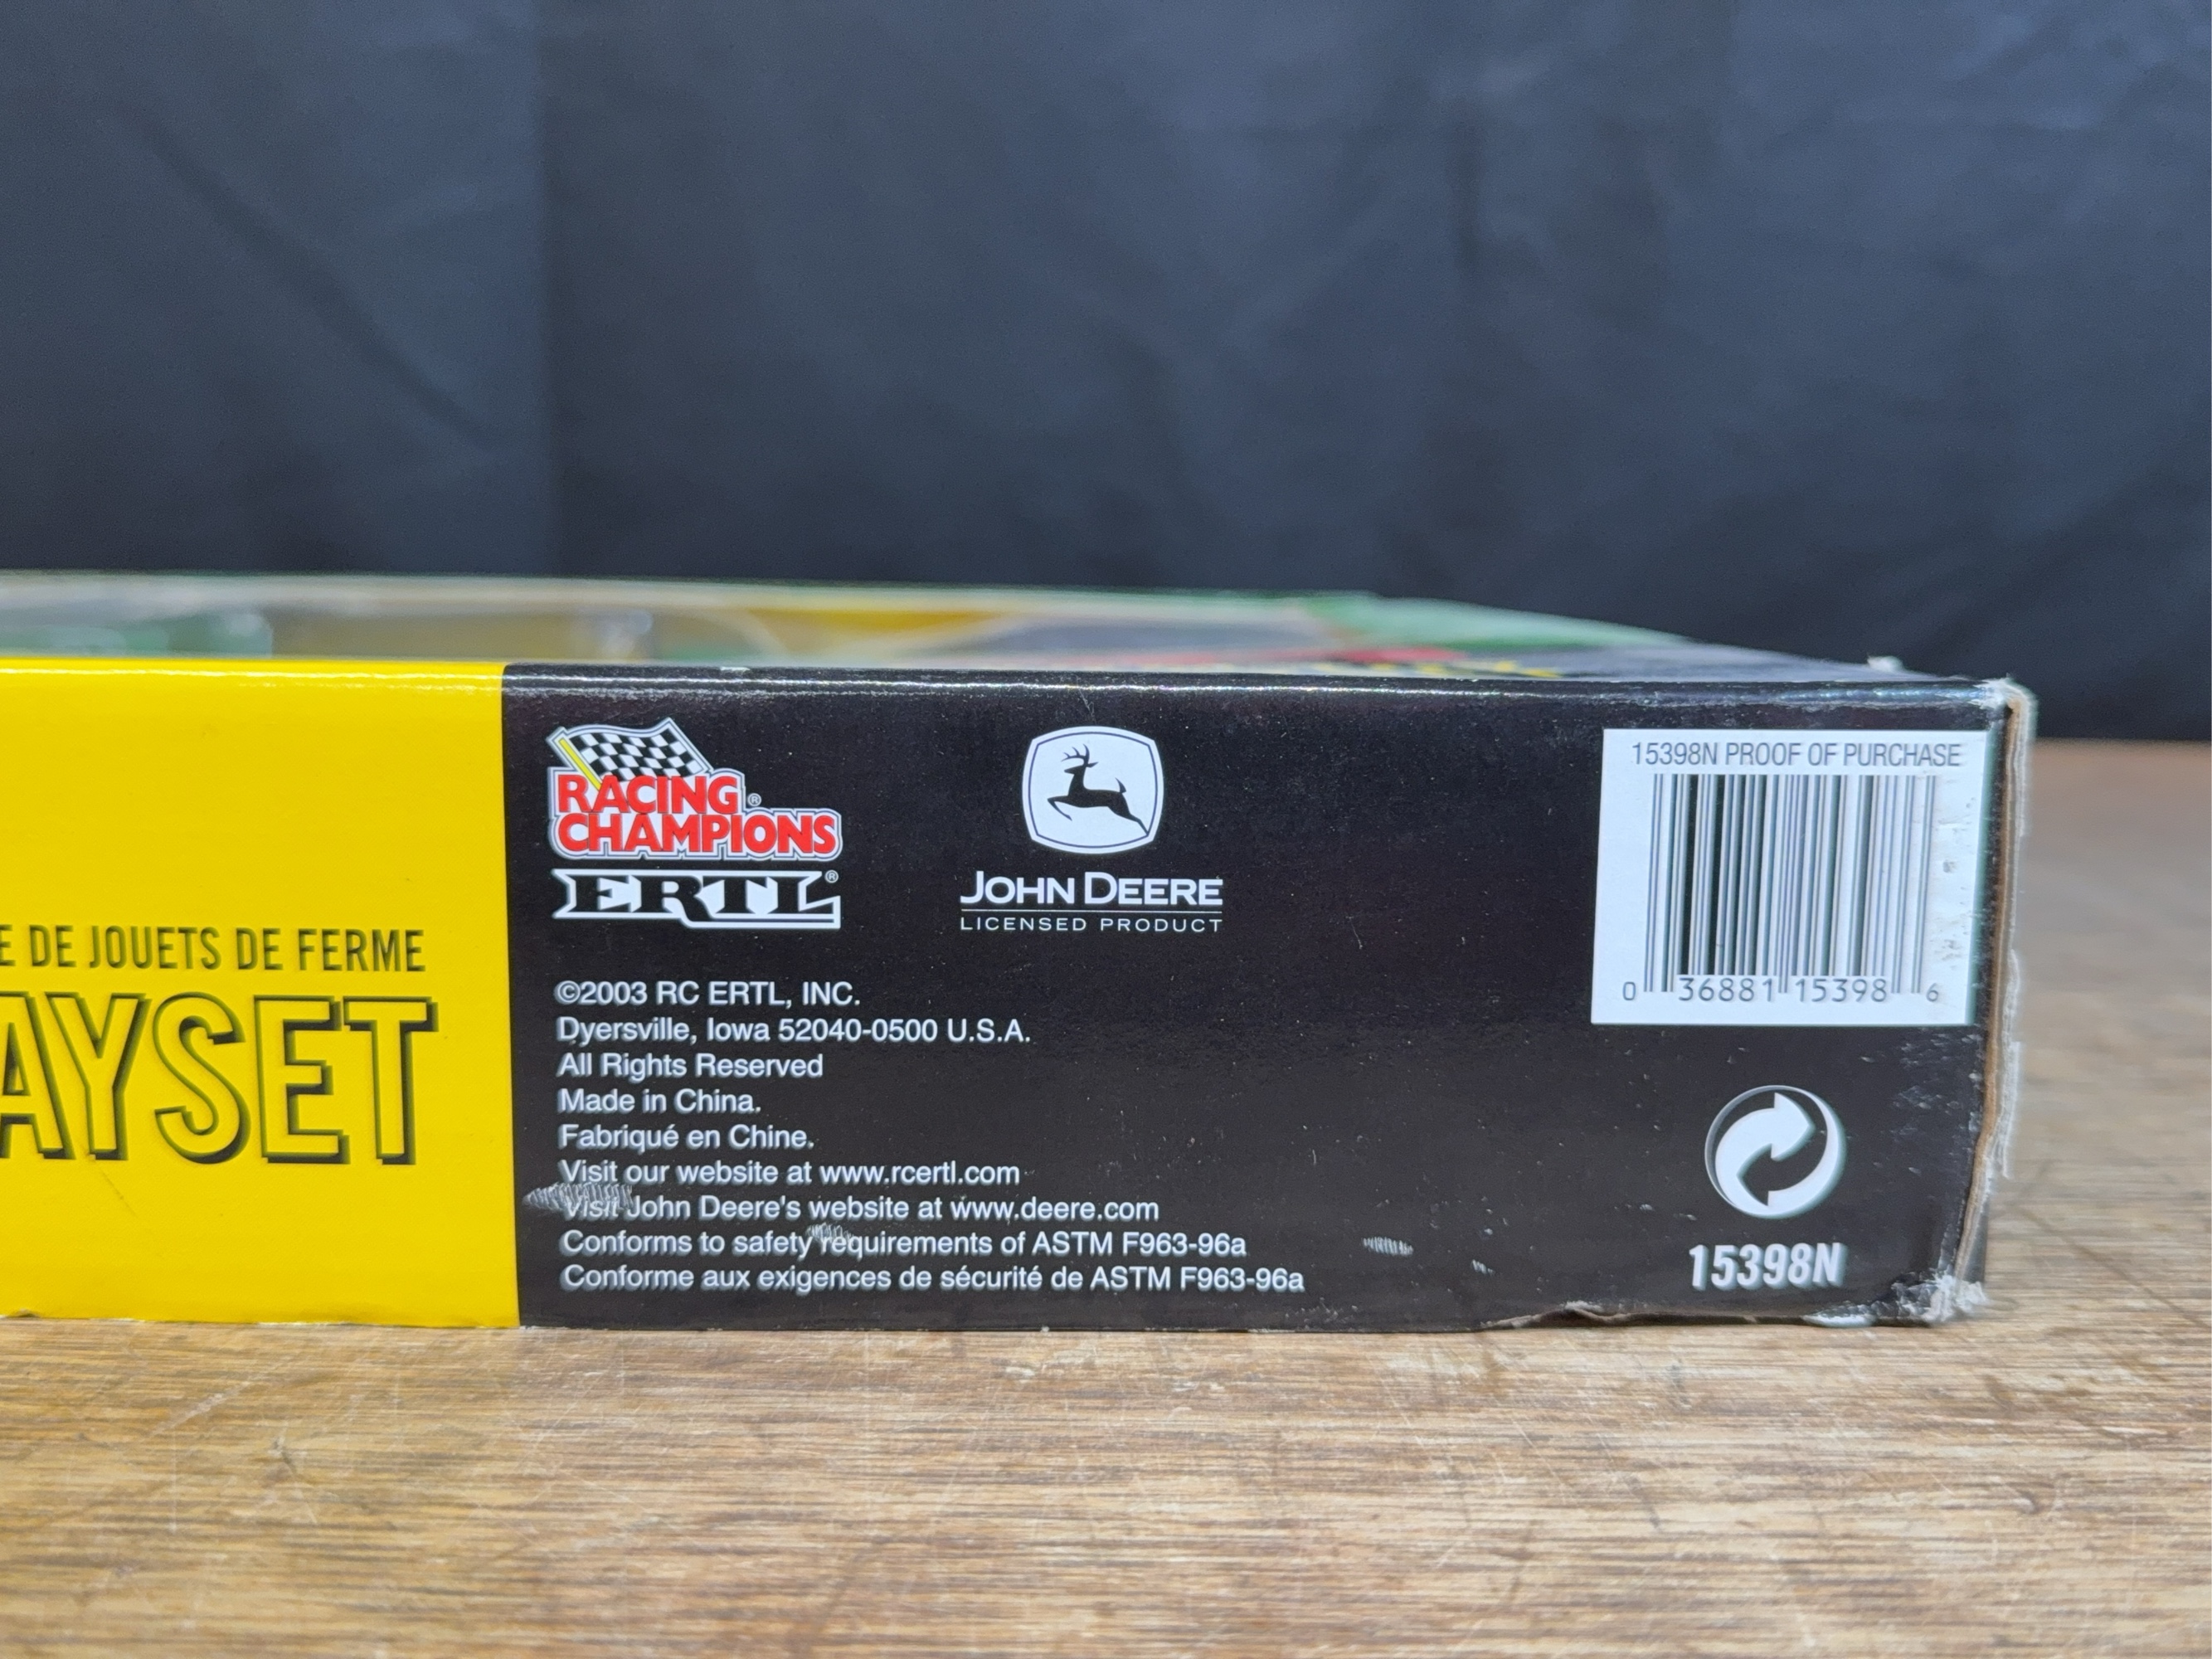 E DE JOUETS DE FERME
AYSET
RACING®
CHAMPIONS
ERTL®
JOHN DEERE
LICENSED PRODUCT
©2003 RC ERTL, INC.
Dyersville, Iowa 52040-0500 U.S.A.
All Rights Reserved
Made in China.
Fabriqué en Chine.
Visit our website at www.rcertl.com
Visit John Deere's website at www.deere.com
Conforms to safety requirements of ASTM F963-96a
Conforme aux exigences de sécurité de ASTM F963-96a
15398N PROOF OF PURCHASE
0 36881 15398 6
15398N